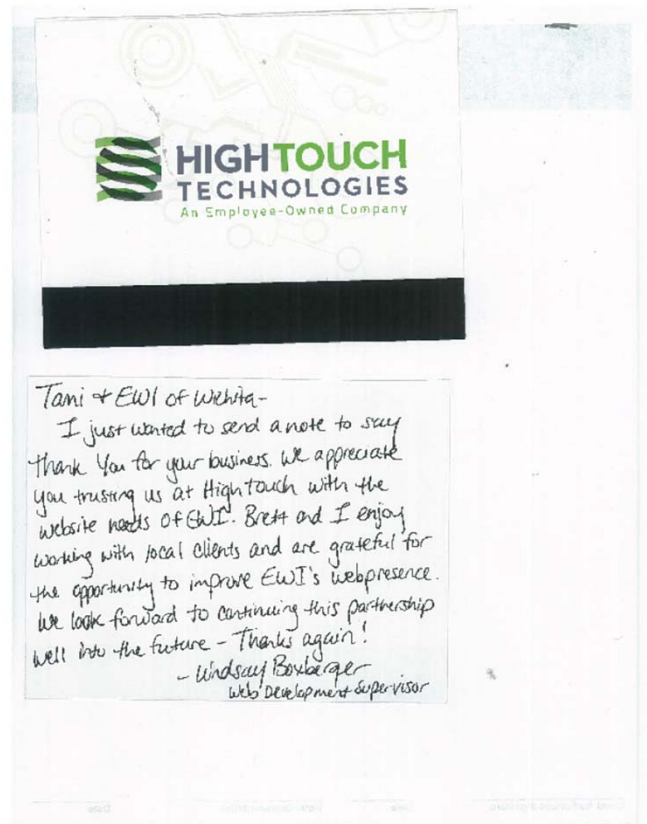 HIGHTOUCH
TECHNOLOGIES
An Employee-Owned Company
Tami & EWI of Wichita-
I just wanted to send a note to say
thank you for your business. We appreciate
you trusting us at High Touch with the
website needs of EWI. Brett and I enjoy
working with local clients and are grateful for
the opportunity to improve EWI's webpresence.
We look forward to continuing this partnership
well into the future - Thanks again!
- Lindsay Boxberger
Web Development Supervisor